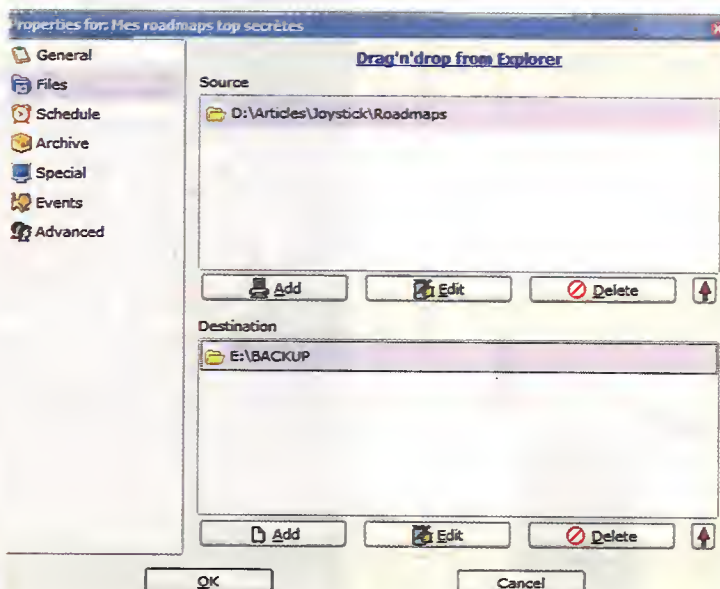 Properties for: Mes roadmaps top secrètes
General
Files
Schedule
Archive
Special
Events
Advanced
Drag'n'drop from Explorer
Source
D:\Articles\Joystick\Roadmaps
Add
Edit
Delete
Destination
E:\BACKUP
Add
Edit
Delete
OK
Cancel